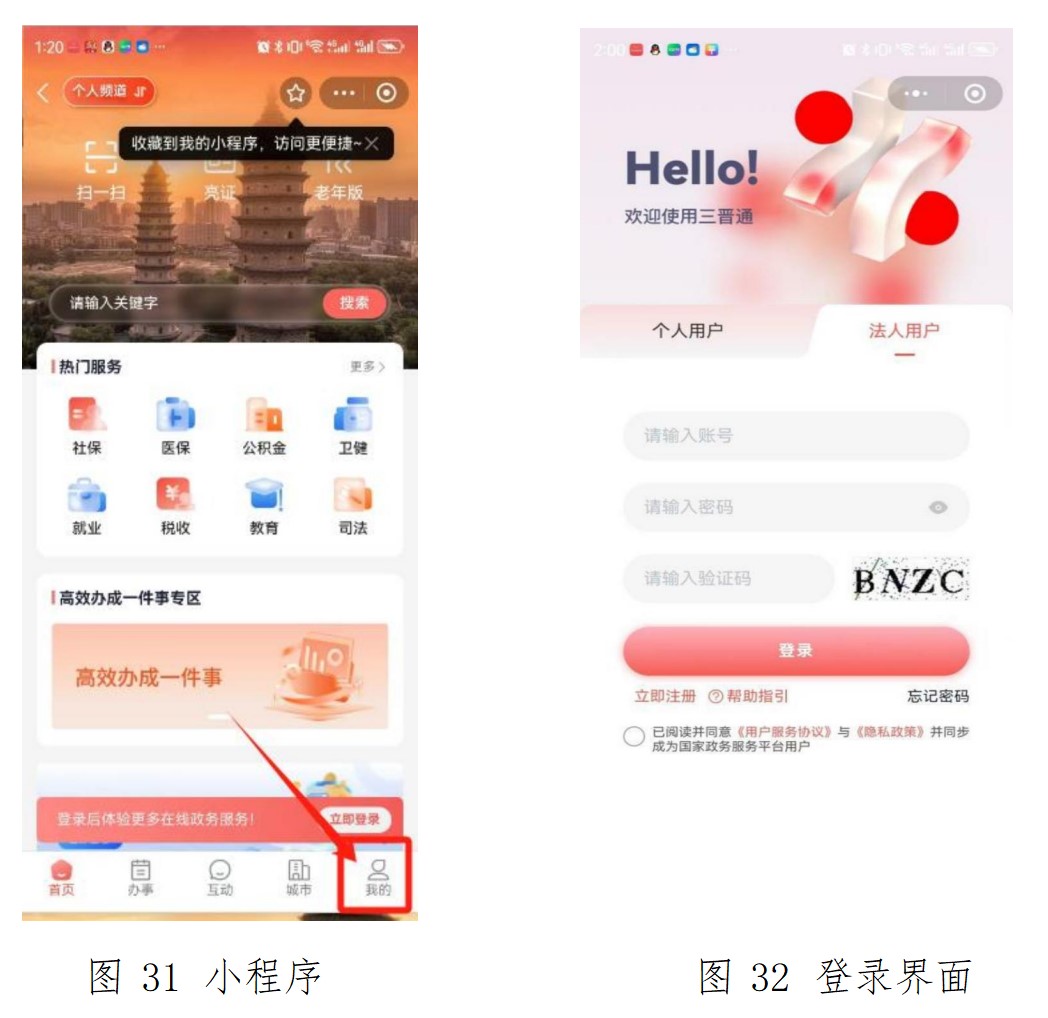 1:20
个人频道
收藏到我的小程序，访问更便捷~
扫一扫
亮证
老年版
请输入关键字
搜索
热门服务
更多
社保
医保
公积金
卫健
就业
税收
教育
司法
高效办成一件事专区
高效办成一件事
登录后体验更多在线政务服务!
立即登录
首页
办事
互动
城市
我的
图 31 小程序
2:00
Hello!
欢迎使用三晋通
个人用户
法人用户
请输入账号
请输入密码
请输入验证码
BNZC
登录
立即注册
帮助指引
忘记密码
已阅读并同意《用户服务协议》与《隐私政策》并同步
成为国家政务服务平台用户
图 32 登录界面